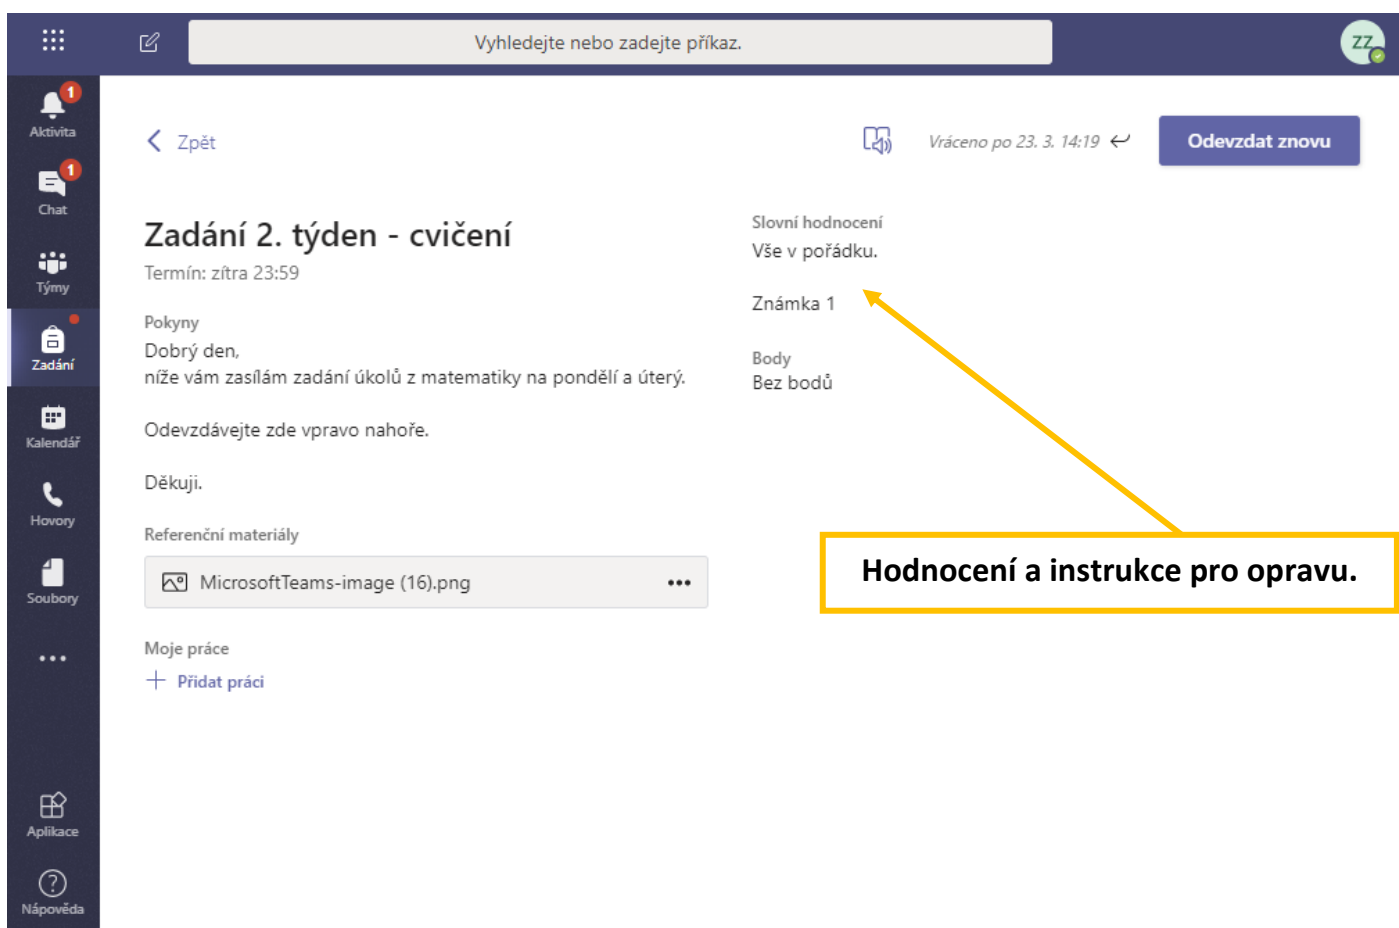 Vyhledejte nebo zadejte příkaz.
ZZ
1
Aktivita
1
Chat
Týmy
Zadání
Kalendář
Hovory
Soubory
Aplikace
Nápověda
Zpět
Vráceno po 23. 3. 14:19
Odevzdat znovu
Zadání 2. týden - cvičení
Termín: zítra 23:59
Pokyny
Dobrý den,
níže vám zasílám zadání úkolů z matematiky na pondělí a úterý.
Odevzdávejte zde vpravo nahoře.
Děkuji.
Referenční materiály
MicrosoftTeams-image (16).png
Moje práce
Přidat práci
Slovní hodnocení
Vše v pořádku.
Známka 1
Body
Bez bodů
Hodnocení a instrukce pro opravu.